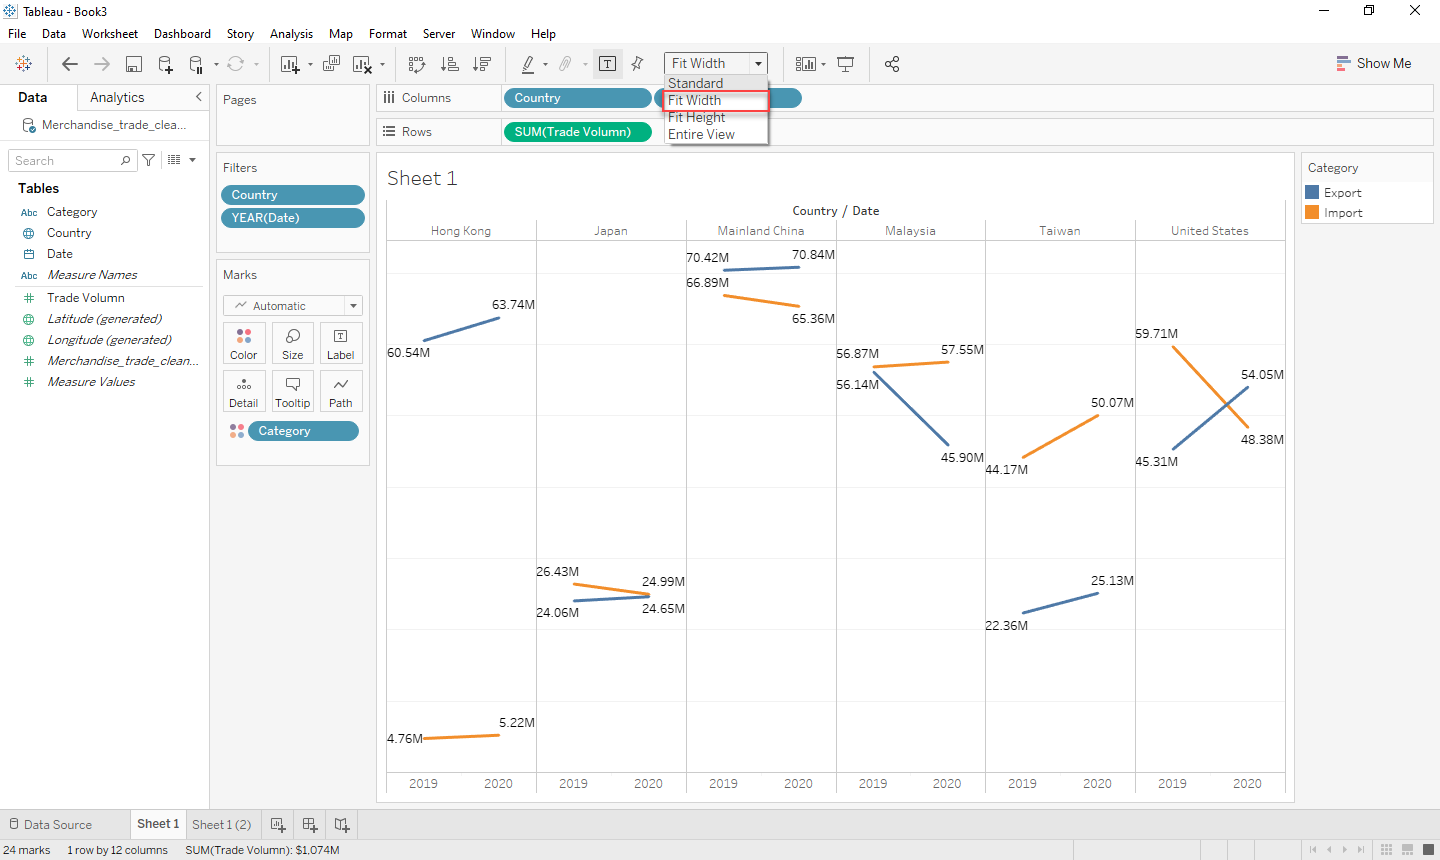 Tableau - Book3
File Data Worksheet Dashboard Story Analysis Map Format Server Window Help
Fit Width
Show Me
Standard
Fit Width
Fit Height
Entire View
Data Analytics
Merchandise_trade_clea...
Search
Tables
Abc Category
Country
Date
Abc Measure Names
Trade Volumn
Latitude (generated)
Longitude (generated)
Merchandise_trade_clean...
Measure Values
Pages
Filters
Country
YEAR(Date)
Marks
Automatic
Color Size Label
Detail Tooltip Path
Category
Columns Country
Rows SUM(Trade Volumn)
Sheet 1
Country / Date
Hong Kong Japan Mainland China Malaysia Taiwan United States
70.42M 70.84M
66.89M
65.36M
63.74M
60.54M
59.71M
56.87M 57.55M
56.14M
54.05M
50.07M
48.38M
45.90M
45.31M
44.17M
26.43M 24.99M
24.06M 24.65M
25.13M
22.36M
5.22M
4.76M
2019 2020 2019 2020 2019 2020 2019 2020 2019 2020 2019 2020
Category
Export
Import
Data Source Sheet 1 Sheet 1 (2)
24 marks 1 row by 12 columns SUM(Trade Volumn): $1,074M